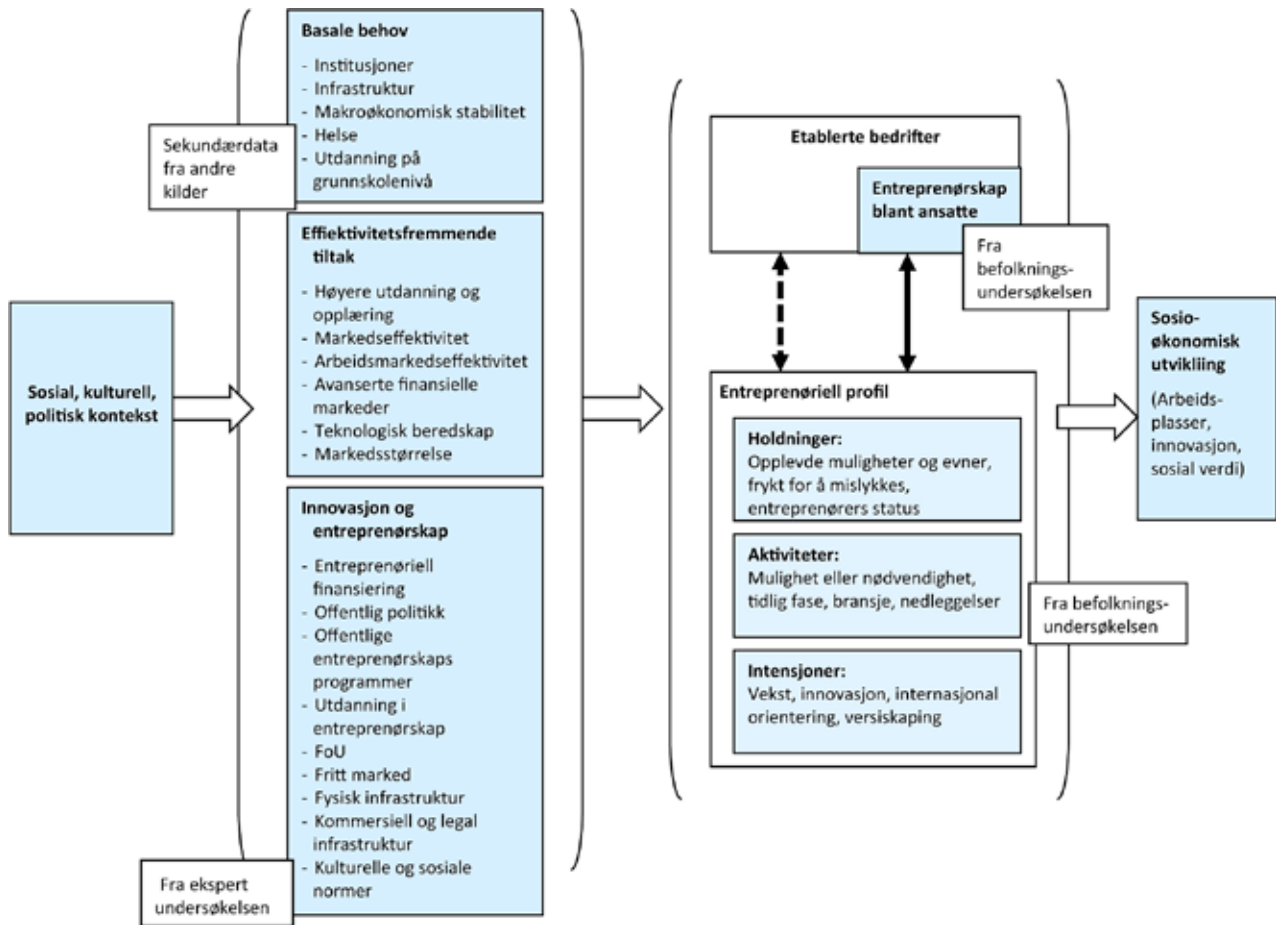 Sosial, kulturell,
politisk kontekst
Sekundærdata
fra andre
kilder
Basale behov
- Institusjoner
- Infrastruktur
- Makroøkonomisk stabilitet
- Helse
- Utdanning på
grunnskolenivå
Effiektivitetsfremmende
tiltak
- Høyere utdanning og
opplæring
- Markedseffektivitet
- Arbeidsmarkedseffektivitet
- Avanserte finansielle
markeder
- Teknologisk beredskap
- Markedsstørrelse
Innovasjon og
entreprenørskap
- Entreprenøriell
finansiering
- Offentlig politikk
- Offentlige
entreprenørskaps
programmer
- Utdanning i
entreprenørskap
- FoU
- Fritt marked
- Fysisk infrastruktur
- Kommersiell og legal
infrastruktur
- Kulturelle og sosiale
normer
Fra ekspert
undersøkelsen
Etablerte bedrifter
Entreprenørskap
blant ansatte
Fra
befolknings-
undersøkelsen
Entreprenøriell profil
Holdninger:
Opplevde muligheter og evner,
frykt for å mislykkes,
entreprenørers status
Aktiviteter:
Mulighet eller nødvendighet,
tidlig fase, bransje, nedleggelser
Intensjoner:
Vekst, innovasjon, internasjonal
orientering, versiskaping
Fra befolknings-
undersøkelsen
Sosio-
økonomisk
utvikliing
(Arbeids-
plasser,
innovasjon,
sosial verdi)